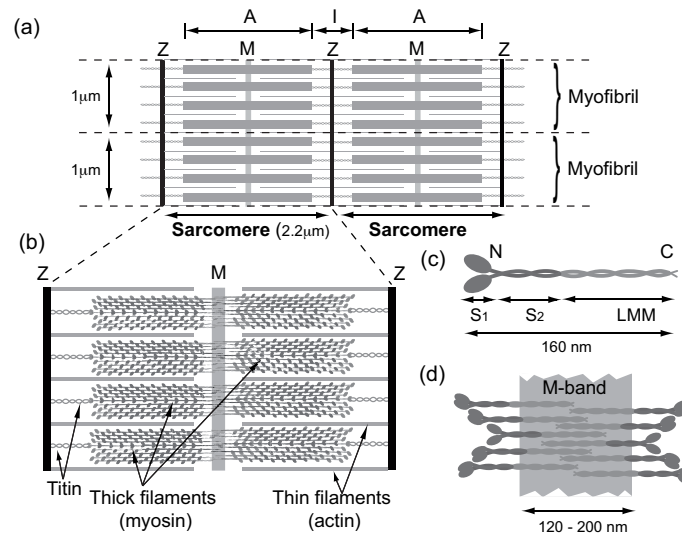 (a)
A I A
Z M Z M Z
1μm
Myofibril
1μm
Myofibril
Sarcomere (2.2μm) Sarcomere
(b)
Z M Z
Titin
Thick filaments
(myosin)
Thin filaments
(actin)
(c)
N C
S1 S2 LMM
160 nm
(d)
M-band
120 - 200 nm